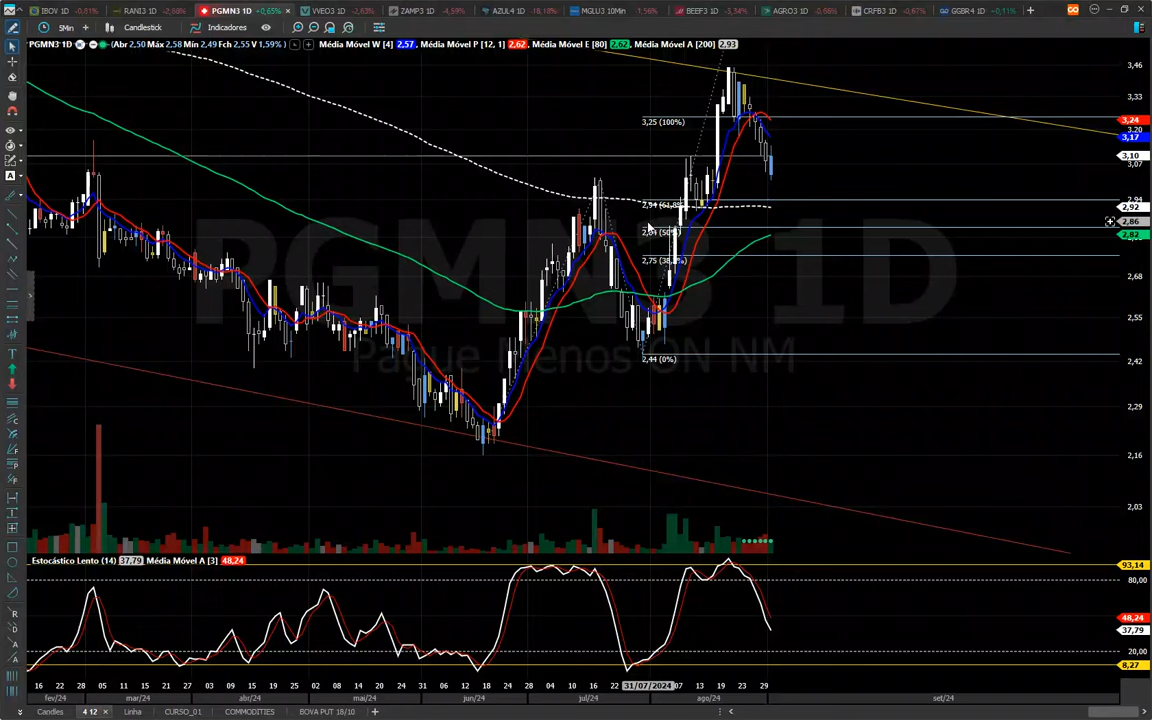 IBOV 1D -0,61% RANI3 1D -2,68% PGMN3 1D +0,65% VVEO3 1D -2,63% ZAMP3 1D -4,59% AZUL4 1D -18,18% MGLU3 1D -1,56% BEEF3 1D -3,34% AGRO3 1D -0,66% CRFB3 1D -0,67% GGBR4 1D +0,11%
5Min Candlestick Indicadores
PGMN3 1D (Abr 2,50 Máx 2,58 Min 2,49 Fch 2,55 V 1,59%) Média Móvel W [4] 2,57, Média Móvel P [12, 1] 2,62, Média Móvel E [80] 2,62, Média Móvel A [200] 2,93
3,46
3,33
3,25 (100%)
3,24
3,20
3,17
3,10
3,07
2,94
2,92
2,86
2,82
2,75 (38,2%)
2,68
2,55
2,44 (0%)
2,42
2,29
2,16
2,03
PGMN3 1D
Pague Menos ON NM
Estocástico Lento (14) 37,79 Média Móvel A [3] 48,24
93,14
80,00
48,24
37,79
20,00
8,27
16 22 28 05 11 15 21 27 03 09 15 19 25 02 08 14 20 24 31 06 12 18 24 28 04 10 16 22 31/07/2024 07 13 19 23 29
fev/24 mar/24 abr/24 mai/24 jun/24 jul/24 ago/24 set/24
Candles 4 12 Linha CURSO_01 COMMODITIES BOVA PUT 18/10